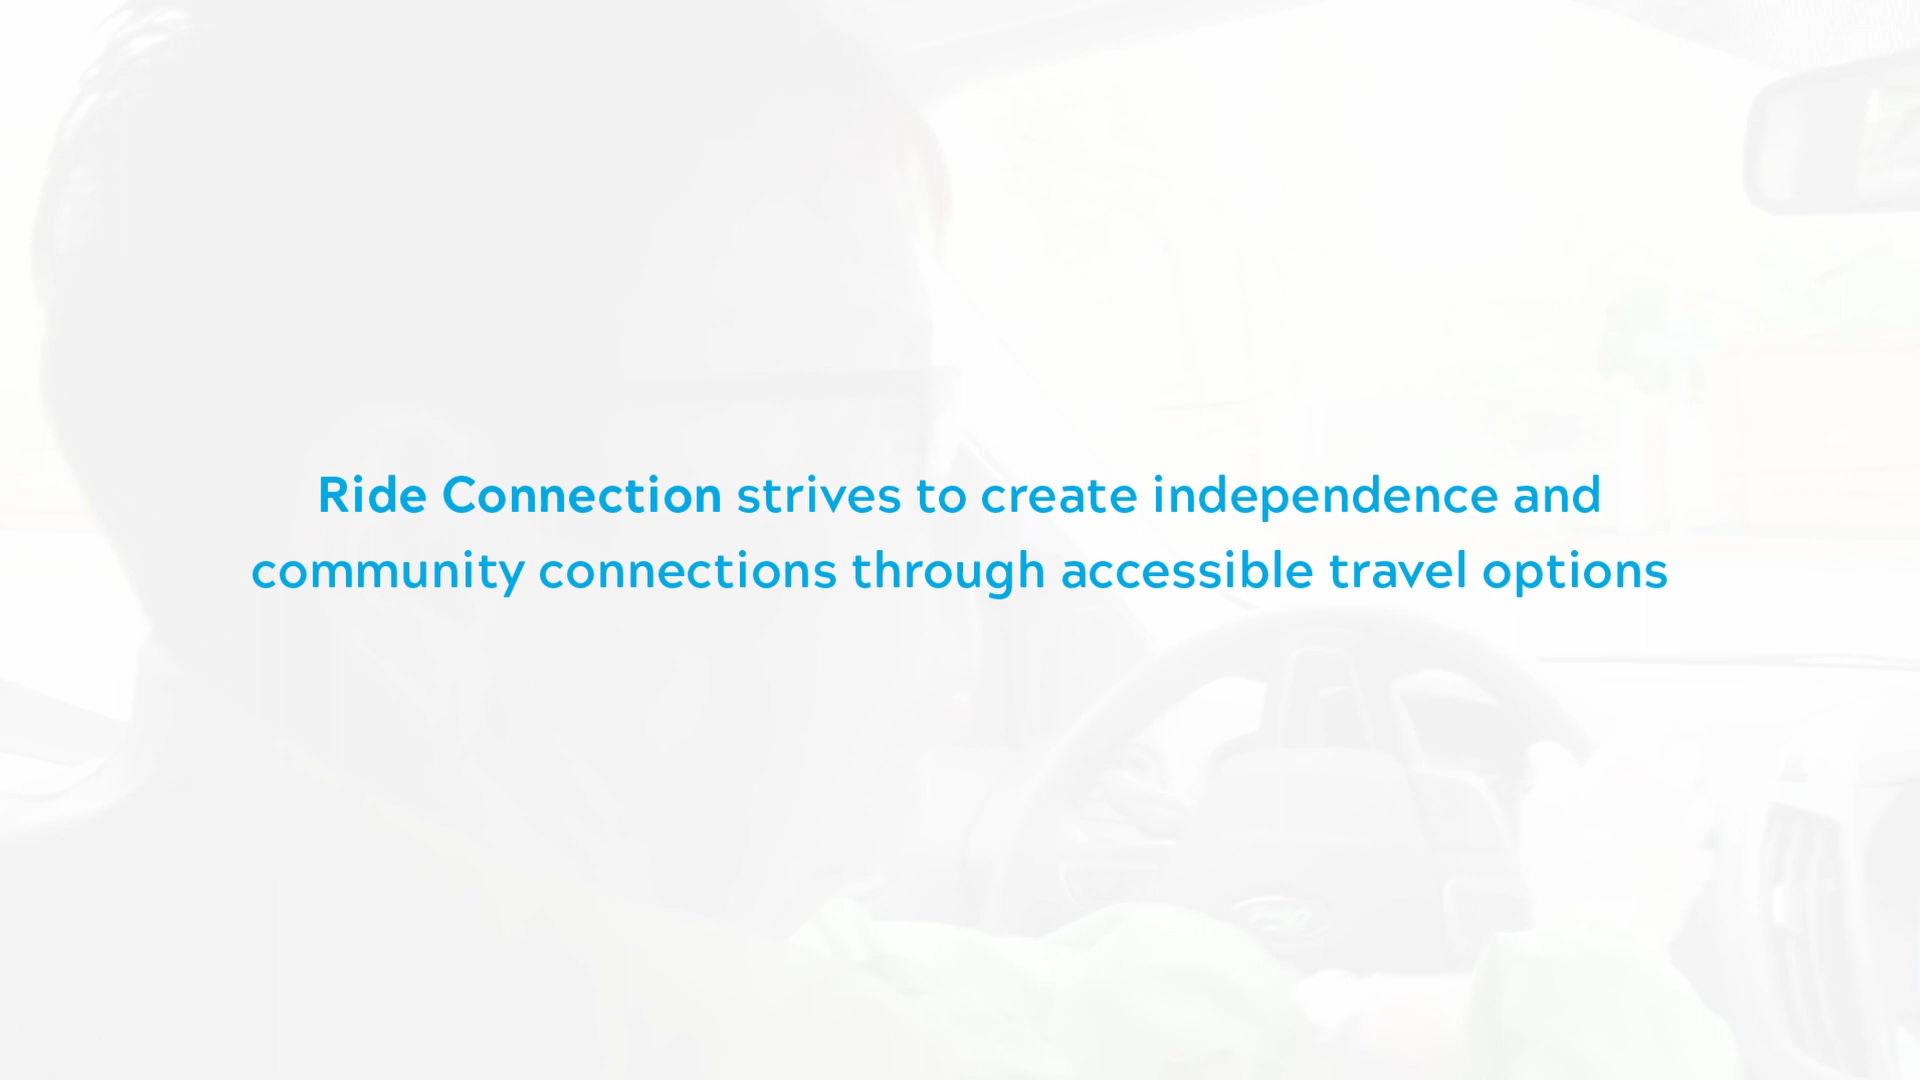 Ride Connection strives to create independence and
community connections through accessible travel options